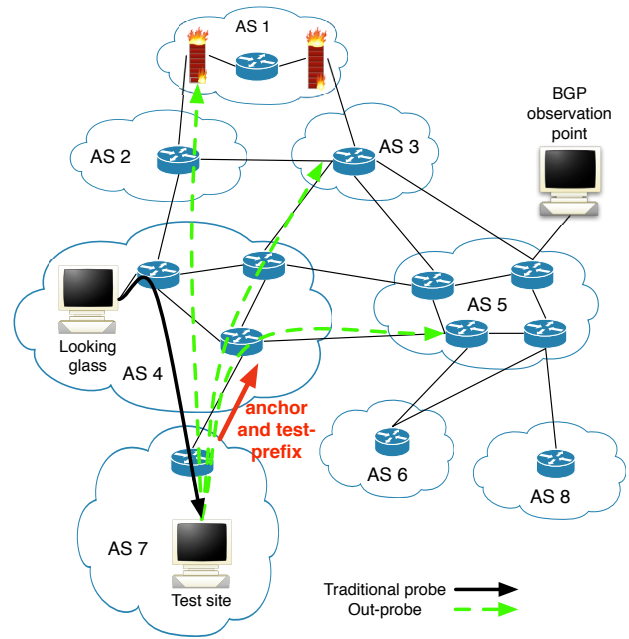 AS 1
BGP
observation
point
AS 2
AS 3
Looking
glass
AS 4
AS 5
anchor
and test-
prefix
AS 6
AS 8
AS 7
Test site
Traditional probe
Out-probe